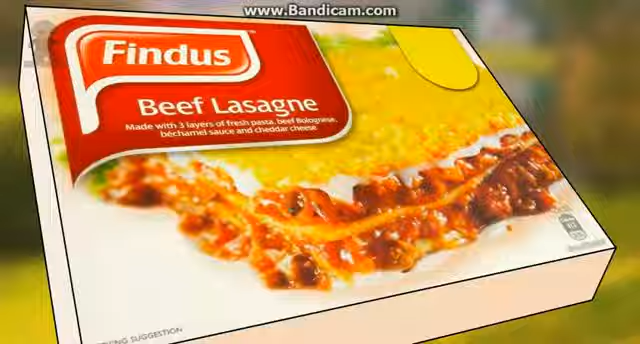 www.Bandicam.com
Findus
Beef Lasagne
Made with 3 layers of fresh pasta, beef Bolognese,
béchamel sauce and cheddar cheese.
SUGGESTION